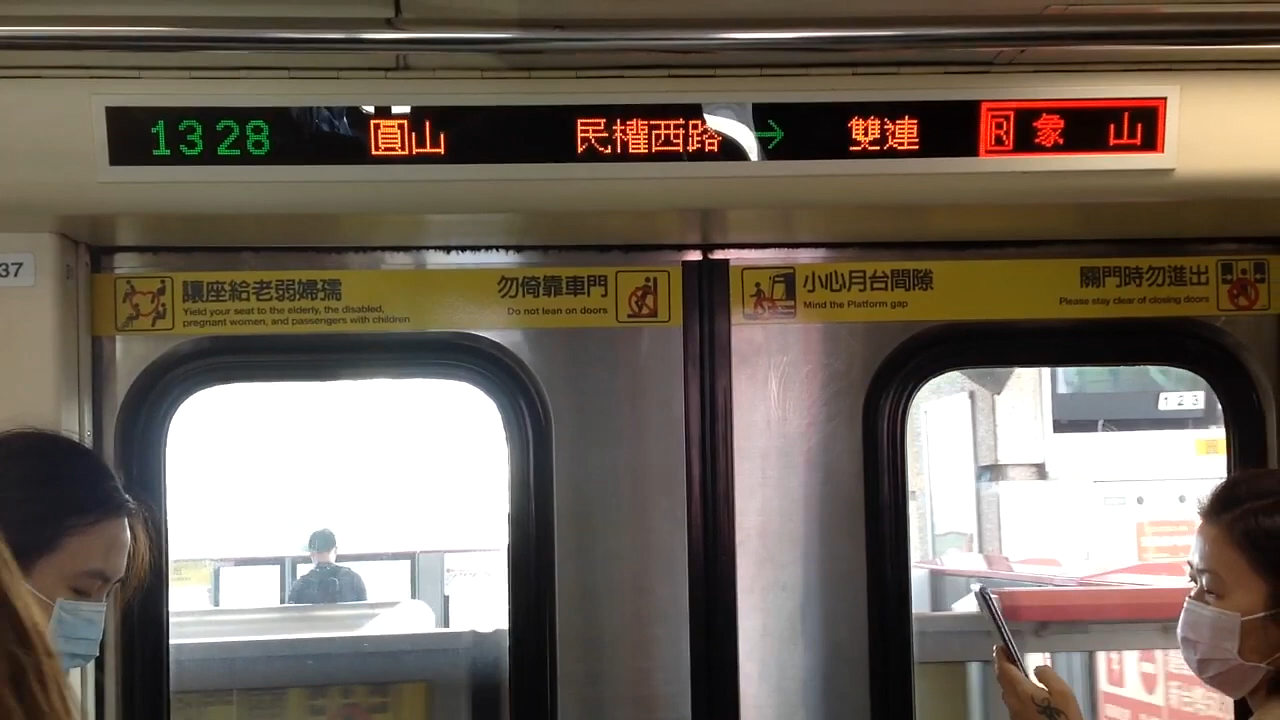 1328 圓山 民權西路 → 雙連 R 象山
37
讓座給老弱婦孺
Yield your seat to the elderly, the disabled,
pregnant women, and passengers with children
勿倚靠車門
Do not lean on doors
小心月台間隙
Mind the Platform gap
關門時勿進出
Please stay clear of closing doors
1 2 3